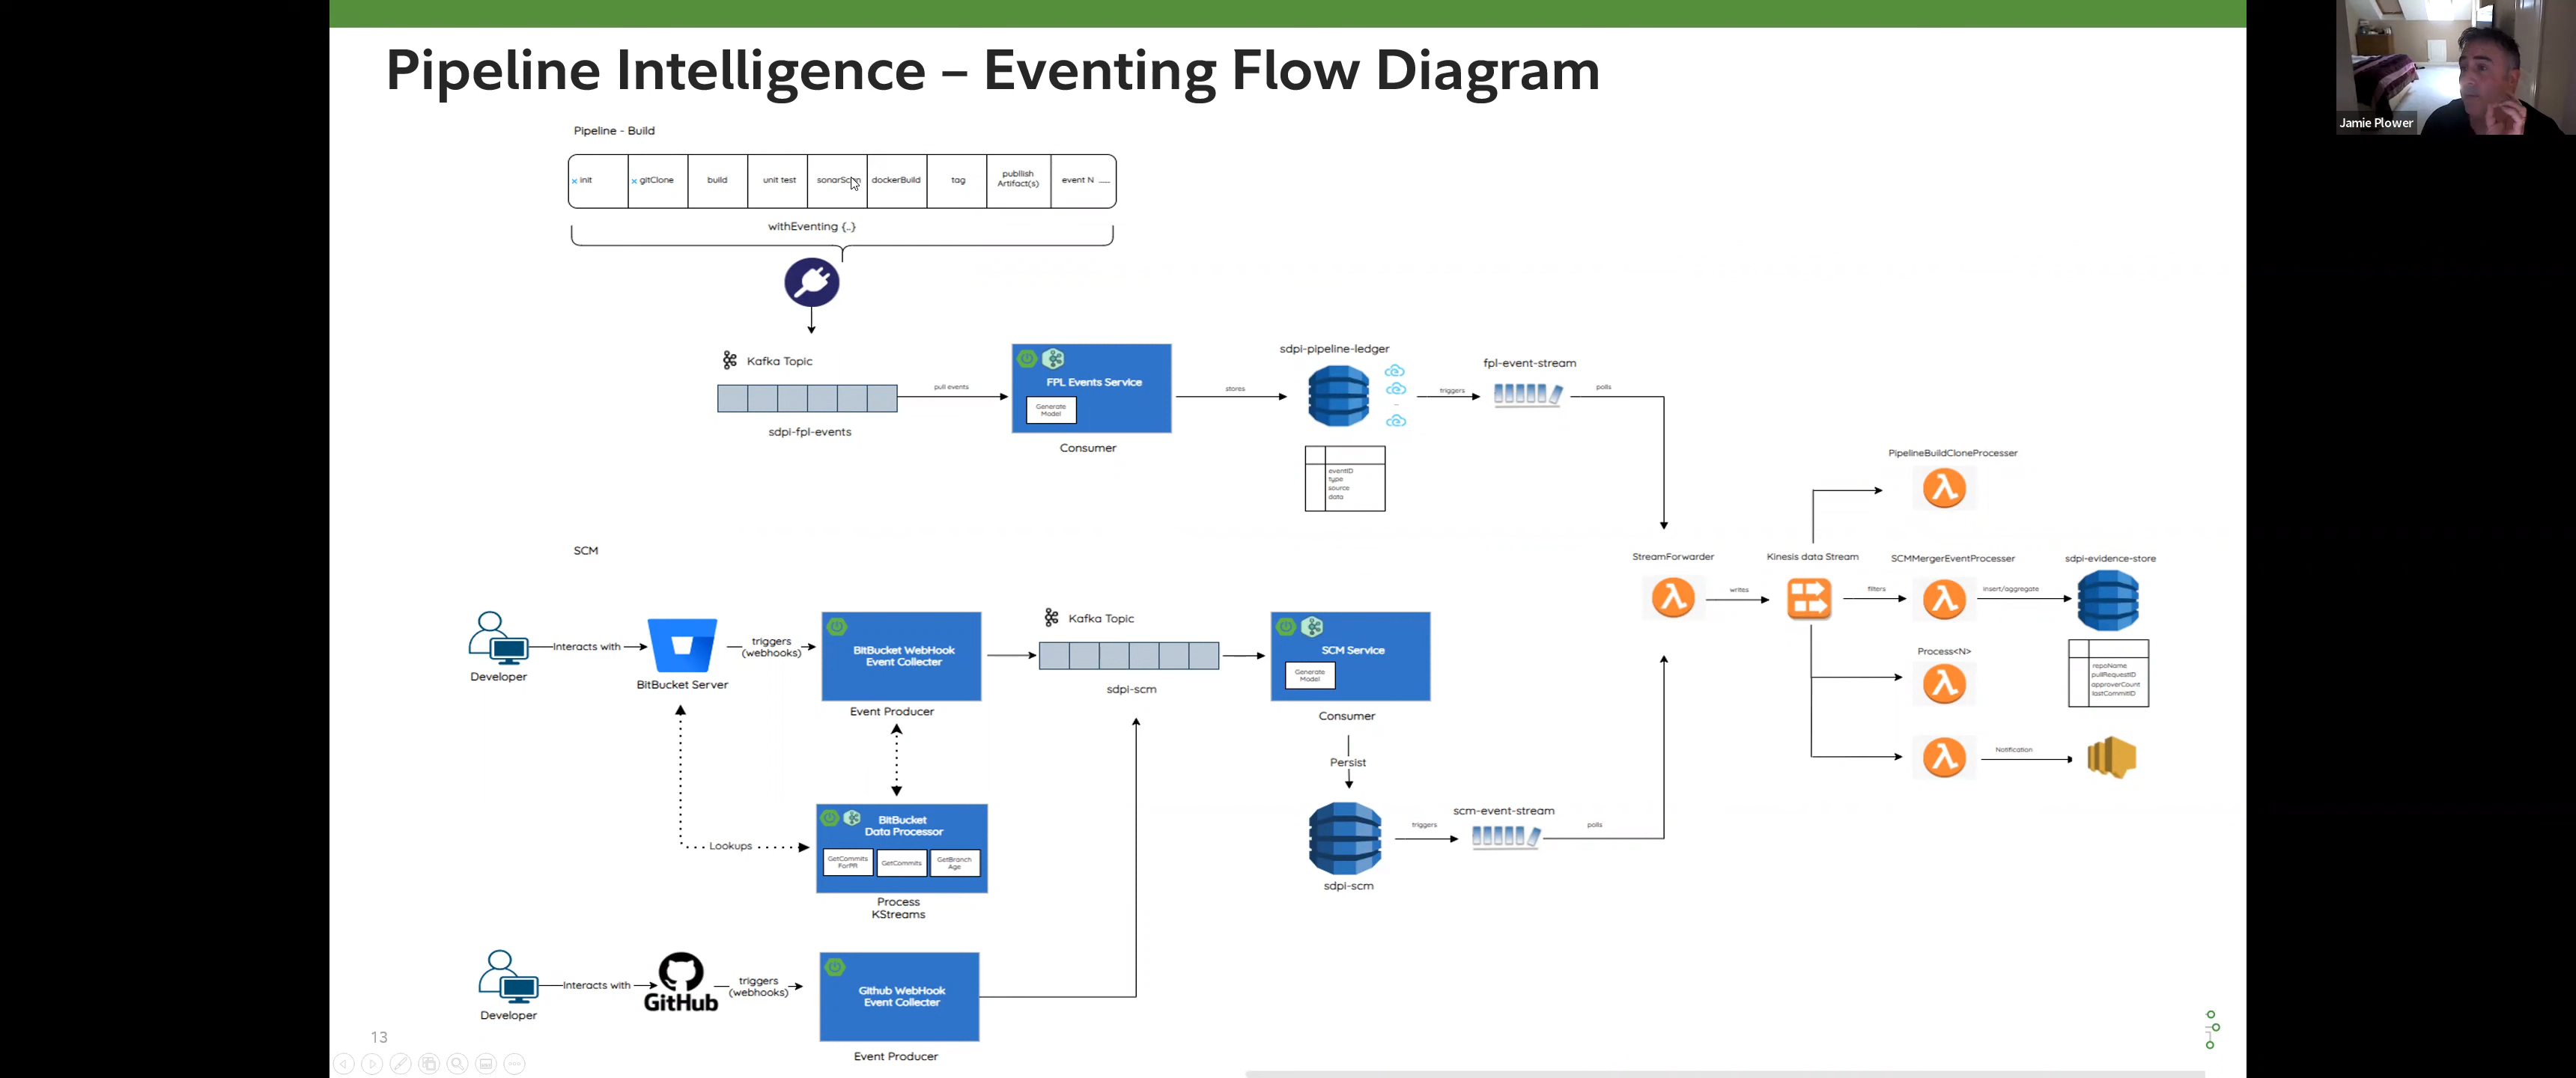 Pipeline Intelligence – Eventing Flow Diagram
Jamie Plower
Pipeline - Build
init
gitClone
build
unit test
dockerBuild
tag
publlish
Artifact(s)
event N
withEventing {..}
Kafka Topic
sdpi-fpl-events
pull events
FPL Events Service
Generate
Model
Consumer
stores
sdpi-pipeline-ledger
eventID
type
source
data
triggers
fpl-event-stream
polls
SCM
Developer
Interacts with
BitBucket Server
triggers
(webhooks)
BitBucket WebHook
Event Collecter
Event Producer
Kafka Topic
sdpi-scm
SCM Service
Generate
Model
Consumer
Persist
sdpi-scm
triggers
scm-event-stream
polls
Lookups
BitBucket
Data Processor
GetCommits
ForPR
GetCommits
GetBranch
Age
Process
KStreams
Developer
Interacts with
GitHub
triggers
(webhooks)
Github WebHook
Event Collecter
Event Producer
StreamForwarder
writes
Kinesis data Stream
filters
PipelineBuildCloneProcesser
SCMMergerEventProcesser
insert/aggregate
sdpi-evidence-store
repoName
pullRequestID
approverCount
lastCommitID
Process<N>
Notification
13